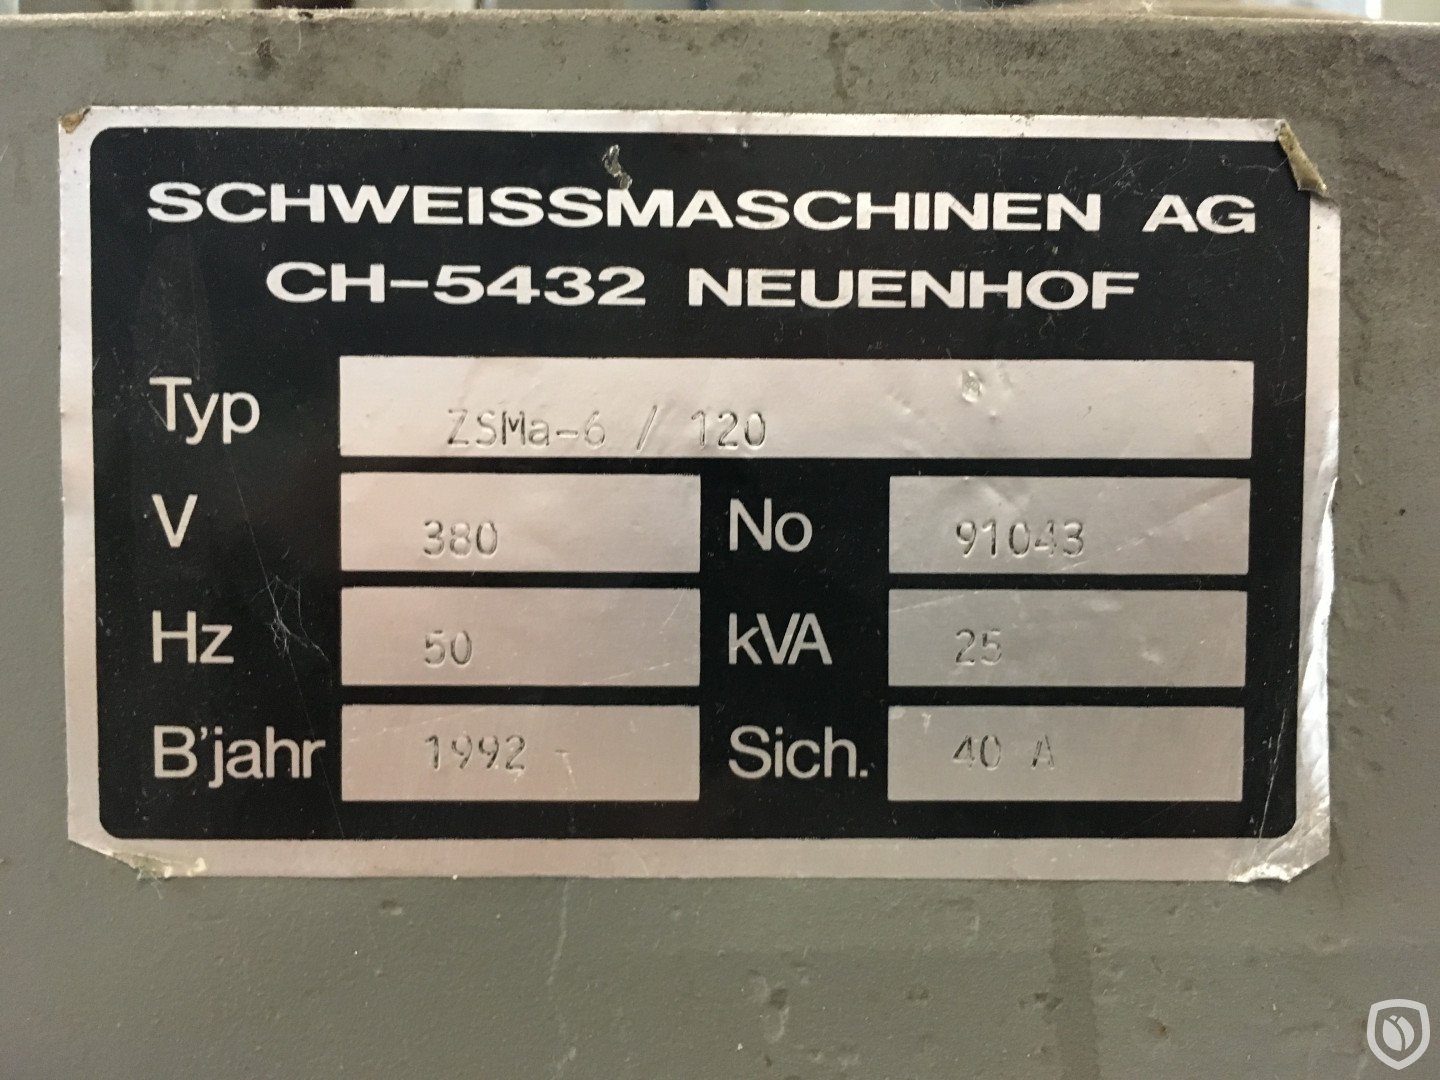 SCHWEISSMASCHINEN AG
CH-5432 NEUENHOF
Typ ZSMa-6 / 120
V 380 No 91043
Hz 50 kVA 25
B'jahr 1992 Sich. 40 A